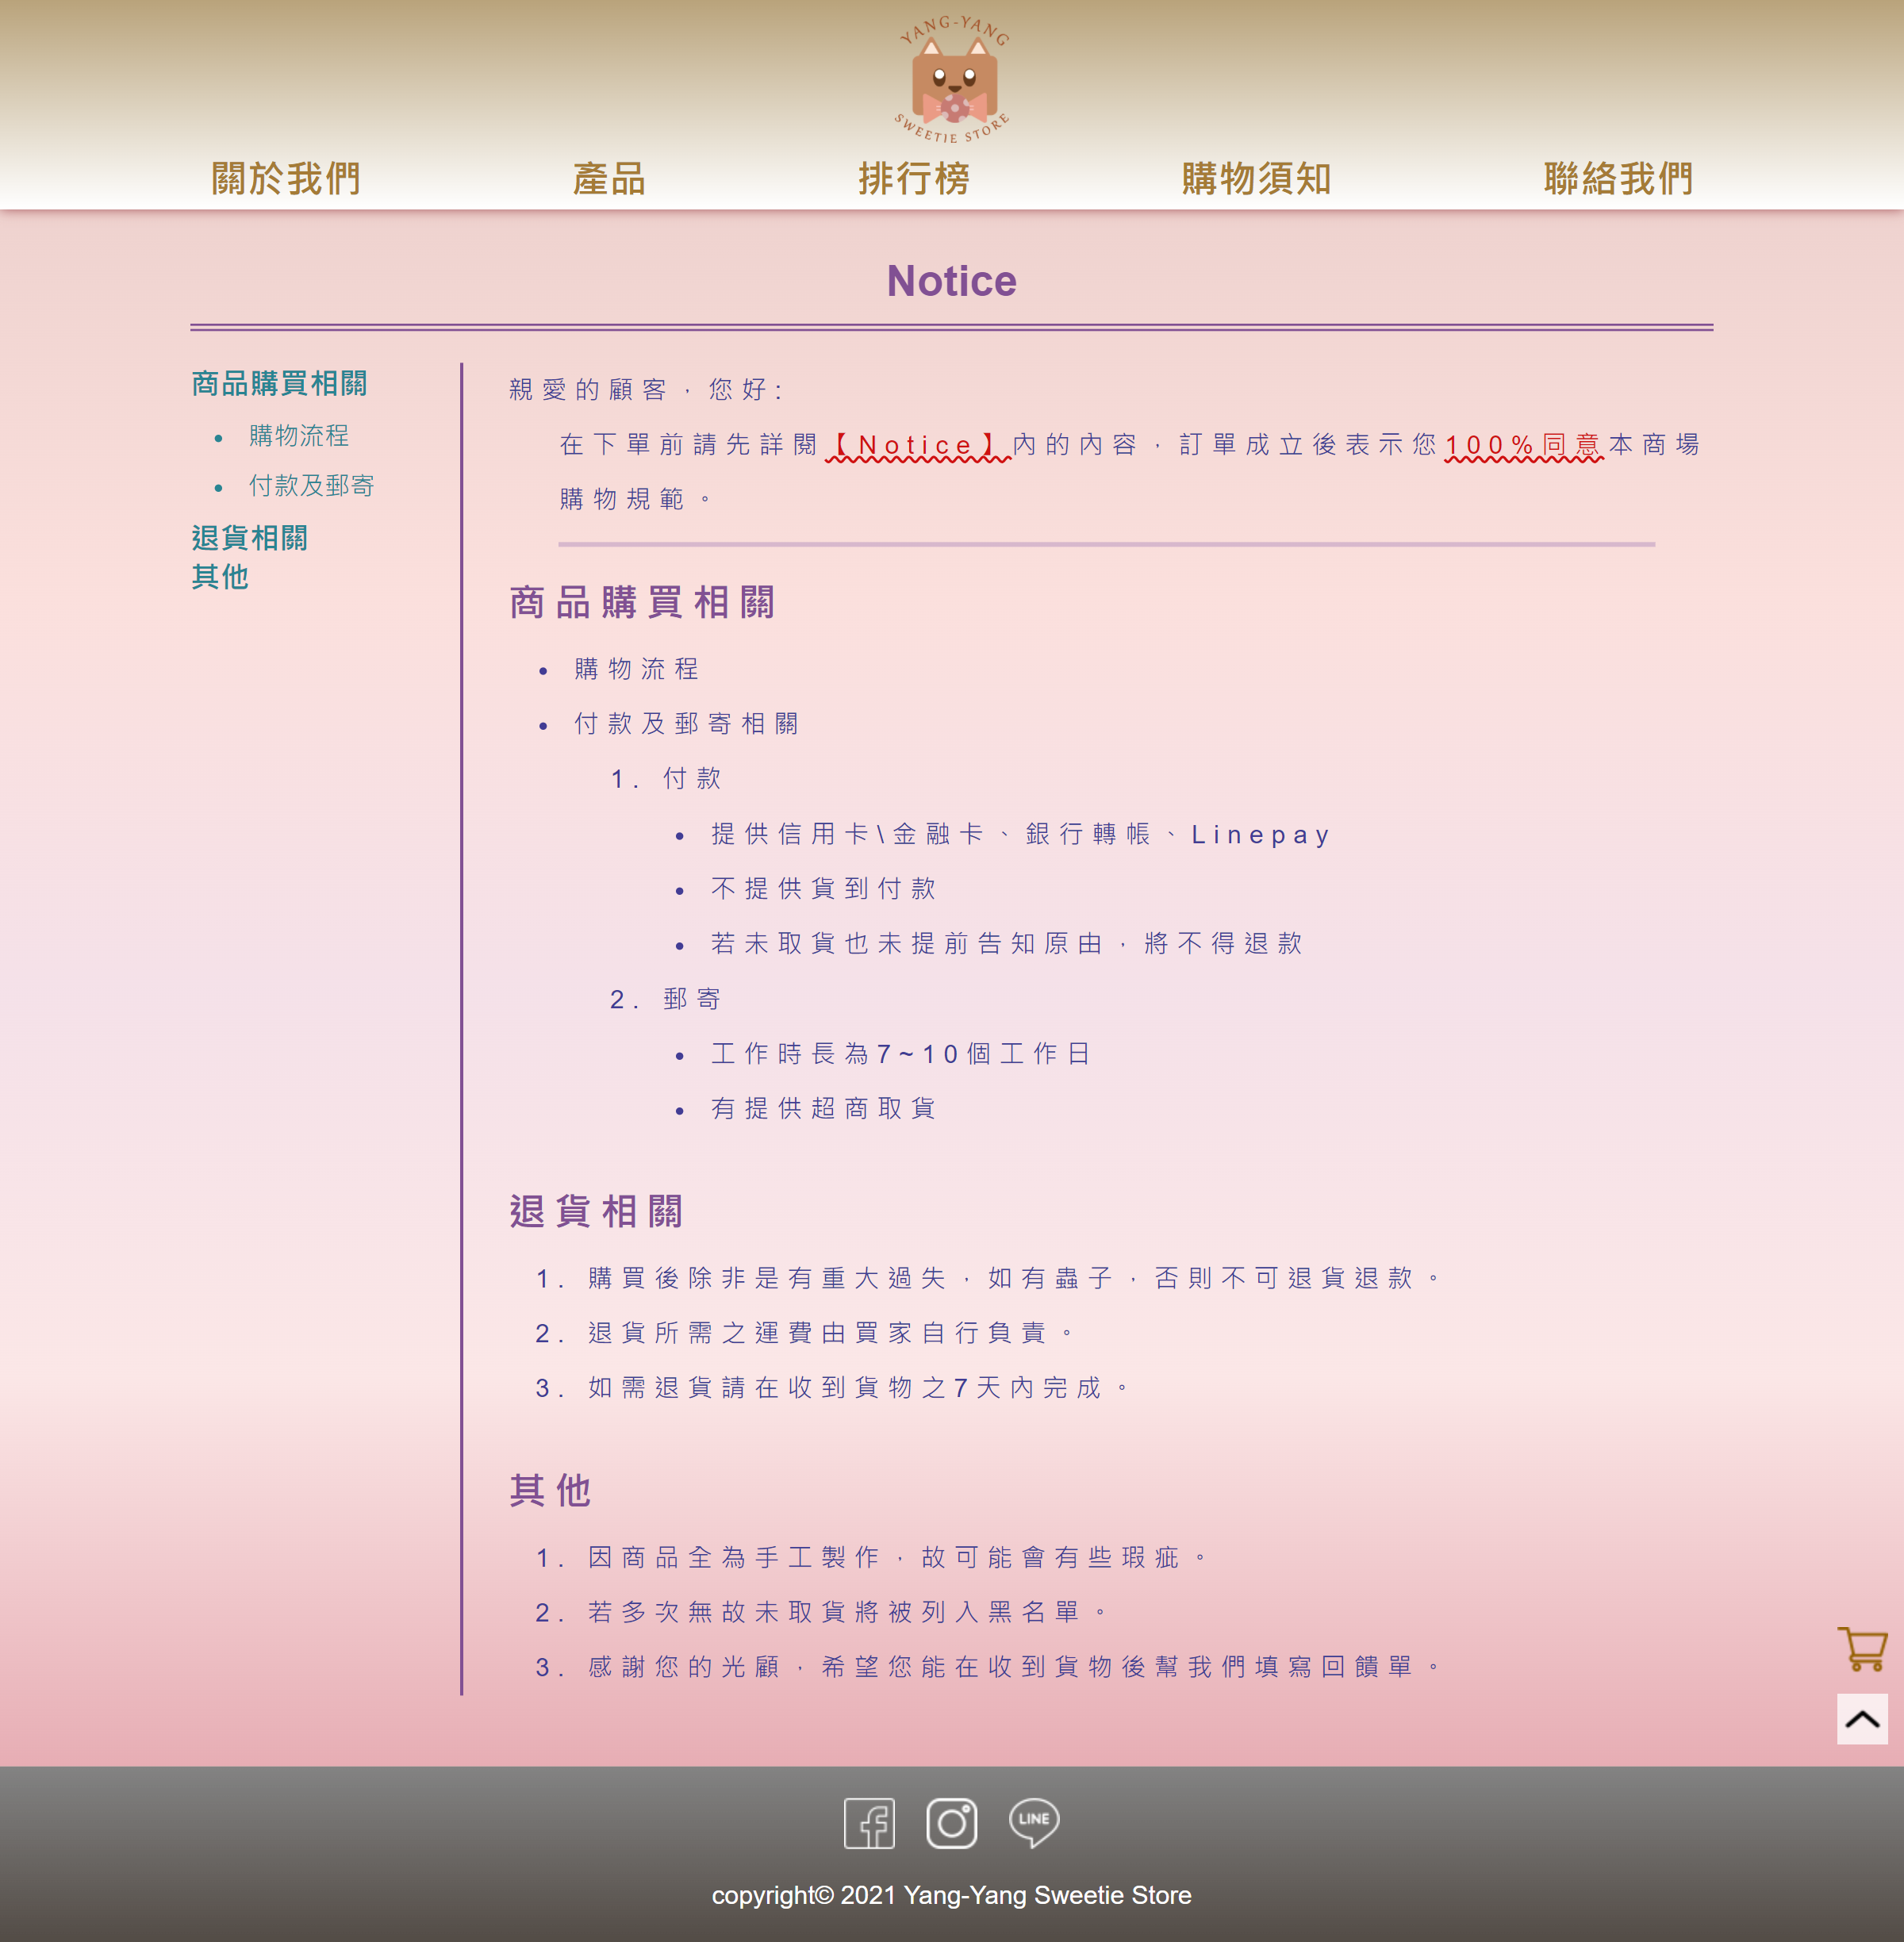 YANG-YANG
SWEETIE STORE
關於我們 產品 排行榜 購物須知 聯絡我們
Notice
商品購買相關
• 購物流程
• 付款及郵寄
退貨相關
其他
親愛的顧客，您好:
在下單前請先詳閱【Notice】內的內容，訂單成立後表示您100%同意本商場
購物規範。
商品購買相關
• 購物流程
• 付款及郵寄相關
1. 付款
• 提供信用卡\金融卡、銀行轉帳、Linepay
• 不提供貨到付款
• 若未取貨也未提前告知原由，將不得退款
2. 郵寄
• 工作時長為7~10個工作日
• 有提供超商取貨
退貨相關
1. 購買後除非是有重大過失，如有蟲子，否則不可退貨退款。
2. 退貨所需之運費由買家自行負責。
3. 如需退貨請在收到貨物之7天內完成。
其他
1. 因商品全為手工製作，故可能會有些瑕疵。
2. 若多次無故未取貨將被列入黑名單。
3. 感謝您的光顧，希望您能在收到貨物後幫我們填寫回饋單。
LINE
copyright© 2021 Yang-Yang Sweetie Store